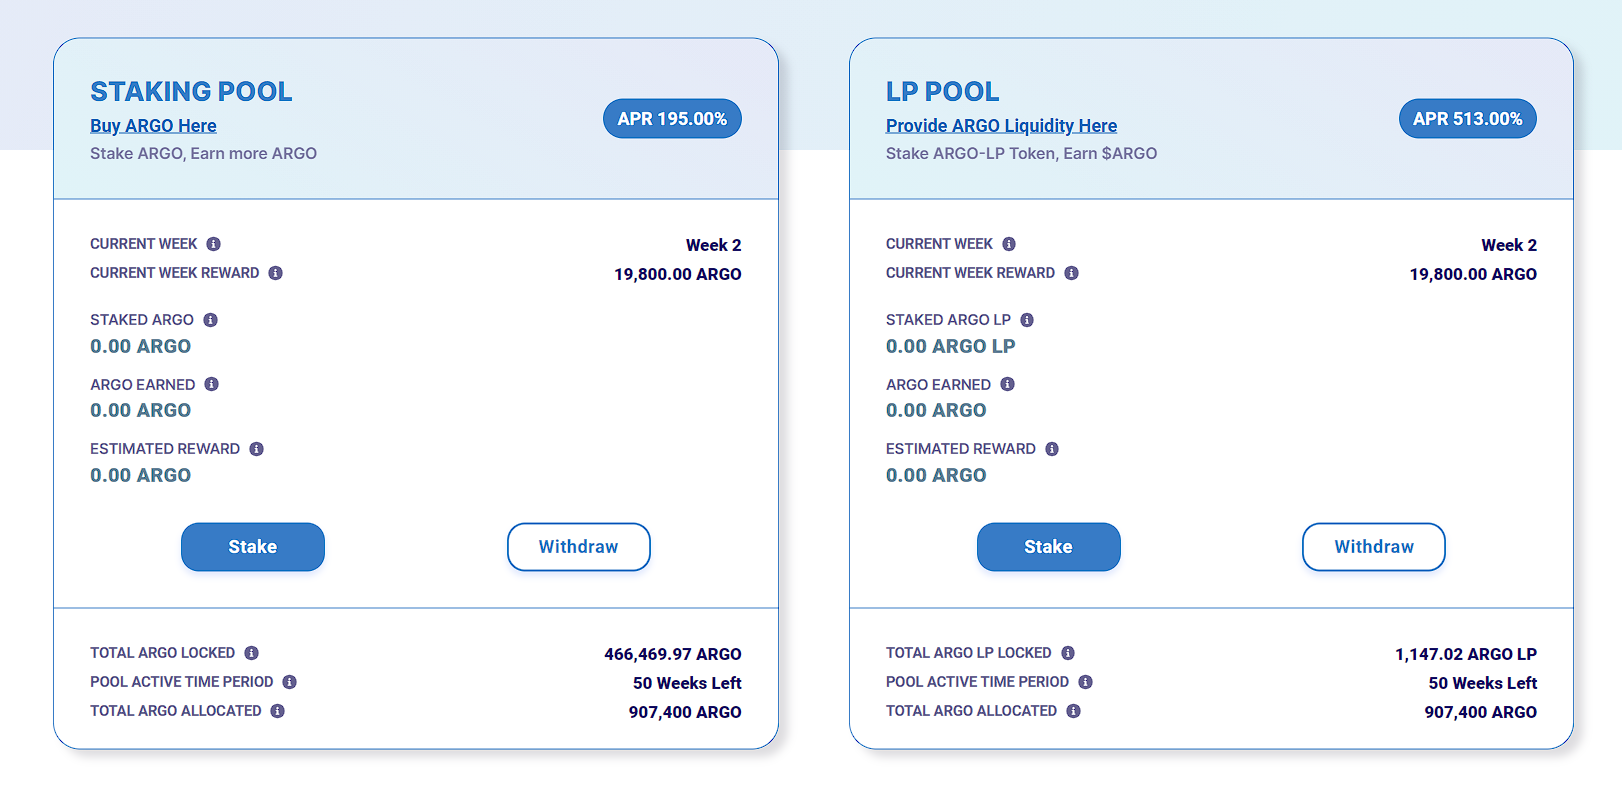 STAKING POOL
Buy ARGO Here
Stake ARGO, Earn more ARGO
APR 195.00%
CURRENT WEEK
Week 2
CURRENT WEEK REWARD
19,800.00 ARGO
STAKED ARGO
0.00 ARGO
ARGO EARNED
0.00 ARGO
ESTIMATED REWARD
0.00 ARGO
Stake
Withdraw
TOTAL ARGO LOCKED
466,469.97 ARGO
POOL ACTIVE TIME PERIOD
50 Weeks Left
TOTAL ARGO ALLOCATED
907,400 ARGO
LP POOL
Provide ARGO Liquidity Here
Stake ARGO-LP Token, Earn $ARGO
APR 513.00%
CURRENT WEEK
Week 2
CURRENT WEEK REWARD
19,800.00 ARGO
STAKED ARGO LP
0.00 ARGO LP
ARGO EARNED
0.00 ARGO
ESTIMATED REWARD
0.00 ARGO
Stake
Withdraw
TOTAL ARGO LP LOCKED
1,147.02 ARGO LP
POOL ACTIVE TIME PERIOD
50 Weeks Left
TOTAL ARGO ALLOCATED
907,400 ARGO